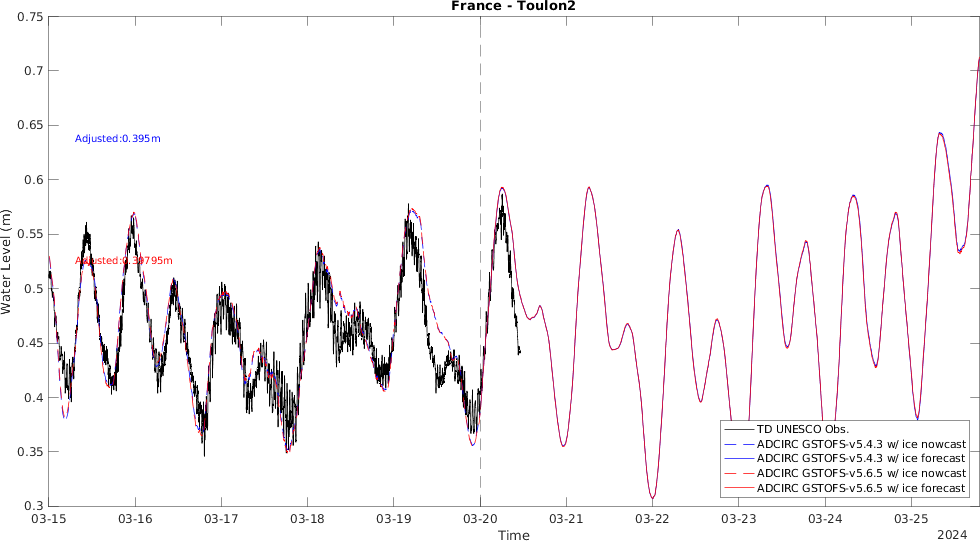 France - Toulon2
0.75
0.7
0.65
0.6
0.55
0.5
0.45
0.4
0.35
0.3
Water Level (m)
Adjusted:0.395m
Adjusted:0.39795m
TD UNESCO Obs.
ADCIRC GSTOFS-v5.4.3 w/ ice nowcast
ADCIRC GSTOFS-v5.4.3 w/ ice forecast
ADCIRC GSTOFS-v5.6.5 w/ ice nowcast
ADCIRC GSTOFS-v5.6.5 w/ ice forecast
03-15 03-16 03-17 03-18 03-19 03-20 03-21 03-22 03-23 03-24 03-25
Time
2024